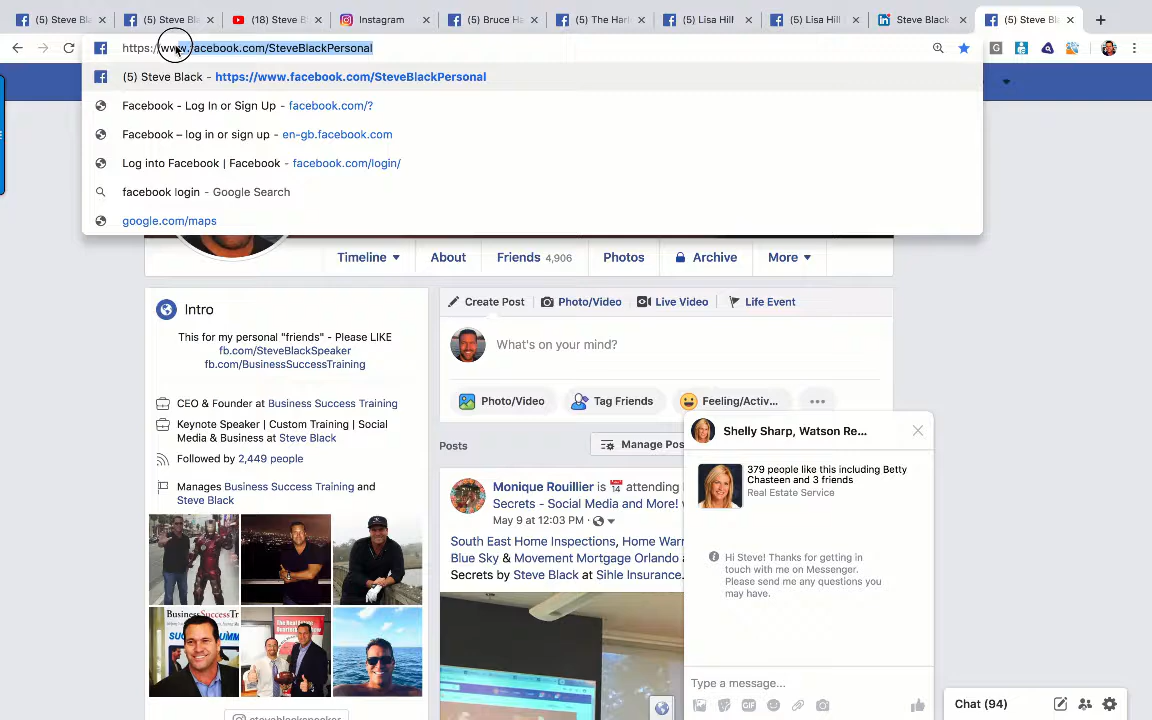 (5) Steve Bla
(5) Steve Bla
(18) Steve B
Instagram
(5) Bruce Ha
(5) The Harl
(5) Lisa Hilf
(5) Lisa Hill
Steve Black
(5) Steve Bla
https://www.facebook.com/SteveBlackPersonal
(5) Steve Black - https://www.facebook.com/SteveBlackPersonal
Facebook - Log In or Sign Up - facebook.com/?
Facebook – log in or sign up - en-gb.facebook.com
Log into Facebook | Facebook - facebook.com/login/
facebook login - Google Search
google.com/maps
Timeline
About
Friends 4,906
Photos
Archive
More
Intro
This for my personal "friends" - Please LIKE
fb.com/SteveBlackSpeaker
fb.com/BusinessSuccessTraining
CEO & Founder at Business Success Training
Keynote Speaker | Custom Training | Social
Media & Business at Steve Black
Followed by 2,449 people
Manages Business Success Training and
Steve Black
steveblackspeaker
Create Post
Photo/Video
Live Video
Life Event
What's on your mind?
Photo/Video
Tag Friends
Feeling/Activ...
Posts
Manage Pos
Monique Rouillier is attending
Secrets - Social Media and More!
May 9 at 12:03 PM
South East Home Inspections, Home Warr
Blue Sky & Movement Mortgage Orlando
Secrets by Steve Black at Sihle Insurance.
Shelly Sharp, Watson Re...
379 people like this including Betty
Chasteen and 3 friends
Real Estate Service
Hi Steve! Thanks for getting in
touch with me on Messenger.
Please send me any questions you
may have.
Type a message...
GIF
Chat (94)